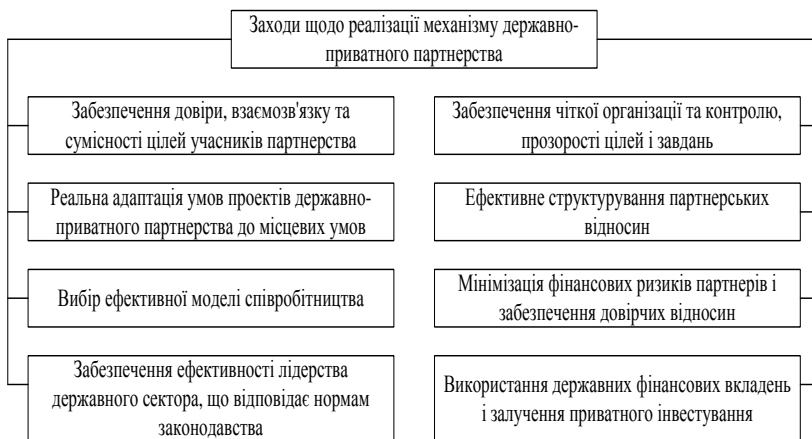 Заходи щодо реалізації механізму державно-
приватного партнерства
Забезпечення довіри, взаємозв'язку та
сумісності цілей учасників партнерства
Реальна адаптація умов проектів державно-
приватного партнерства до місцевих умов
Вибір ефективної моделі співробітництва
Забезпечення ефективності лідерства
державного сектора, що відповідає нормам
законодавства
Забезпечення чіткої організації та контролю,
прозорості цілей і завдань
Ефективне структурування партнерських
відносин
Мінімізація фінансових ризиків партнерів і
забезпечення довірчих відносин
Використання державних фінансових вкладень
і залучення приватного інвестування